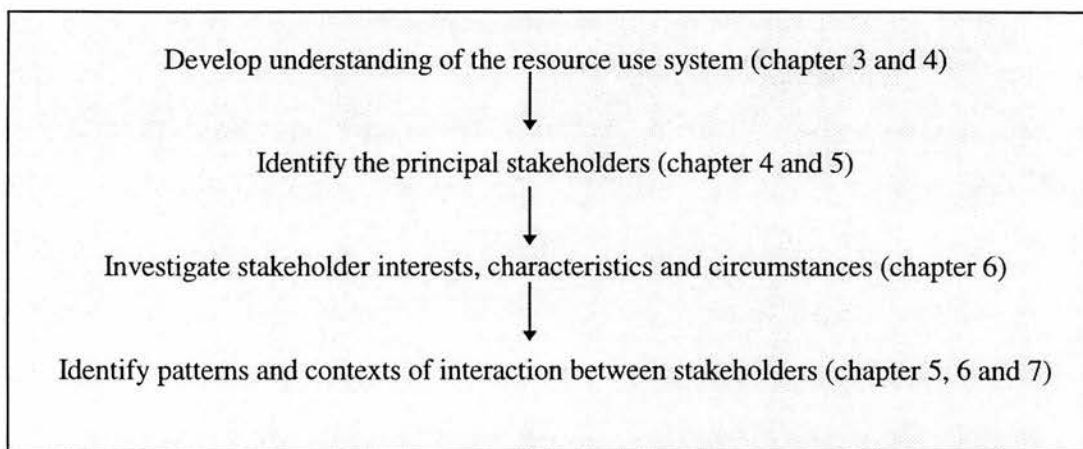 Develop understanding of the resource use system (chapter 3 and 4)
Identify the principal stakeholders (chapter 4 and 5)
Investigate stakeholder interests, characteristics and circumstances (chapter 6)
Identify patterns and contexts of interaction between stakeholders (chapter 5, 6 and 7)